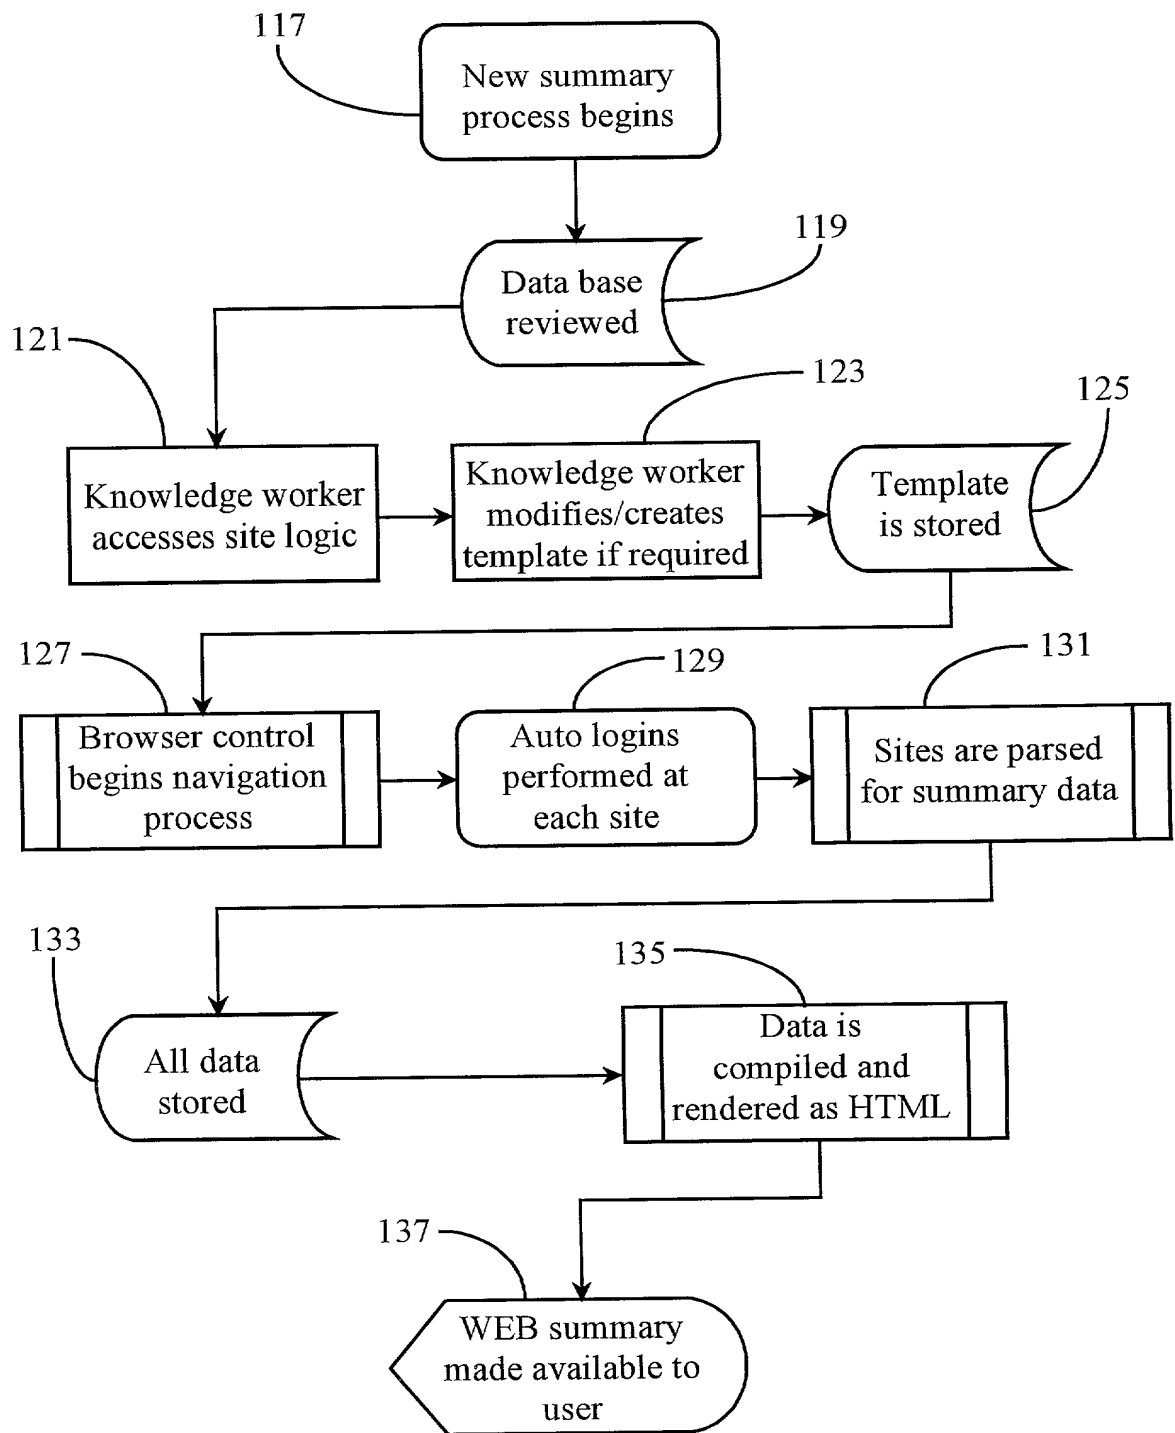 117
New summary
process begins
119
Data base
reviewed
121
123
125
Knowledge worker
accesses site logic
Knowledge worker
modifies/creates
template if required
Template
is stored
127
129
131
Browser control
begins navigation
process
Auto logins
performed at
each site
Sites are parsed
for summary data
133
135
All data
stored
Data is
compiled and
rendered as HTML
137
WEB summary
made available to
user